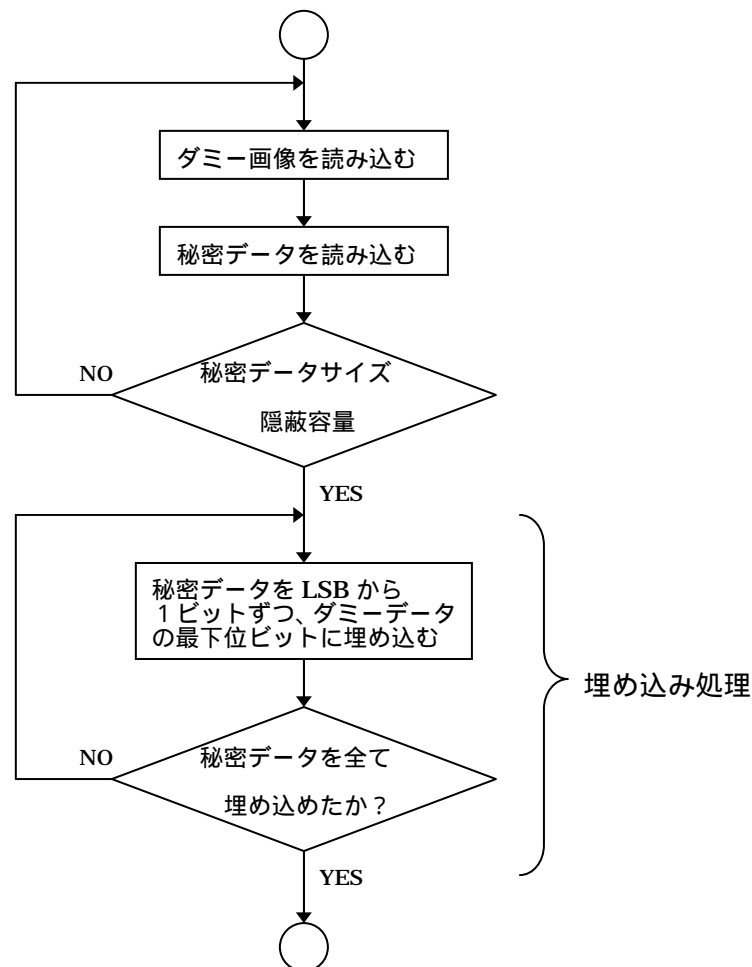 ダミー画像を読み込む
秘密データを読み込む
秘密データサイズ
隠蔽容量
NO
YES
秘密データを LSB から
１ビットずつ、ダミーデータ
の最下位ビットに埋め込む
埋め込み処理
秘密データを全て
埋め込めたか？
NO
YES